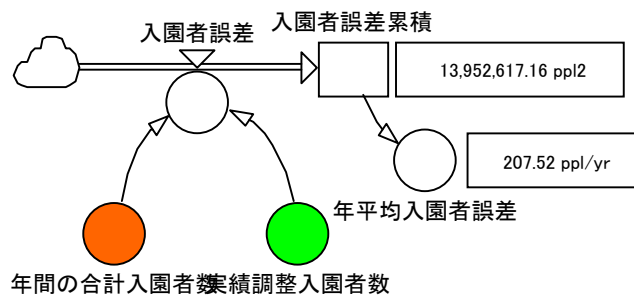 入園者誤差
入園者誤差累積
13,952,617.16 ppl2
207.52 ppl/yr
年平均入園者誤差
年間の合計入園者数
実績調整入園者数